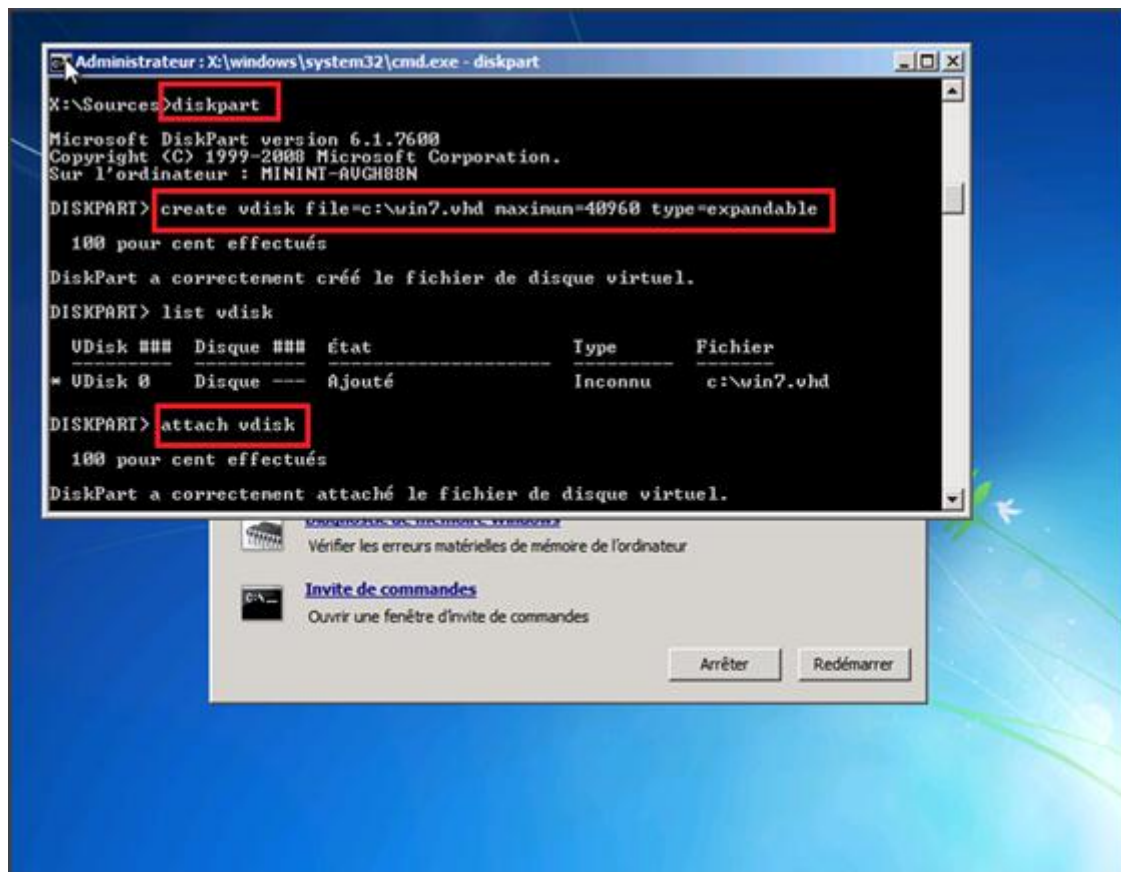 Administrateur : X:\windows\system32\cmd.exe - diskpart
X:\Sources>diskpart
Microsoft DiskPart version 6.1.7600
Copyright (C) 1999-2008 Microsoft Corporation.
Sur l'ordinateur : MININT-AVGH88N
DISKPART> create vdisk file=c:\win7.vhd maximum=40960 type=expandable
100 pour cent effectués
DiskPart a correctement créé le fichier de disque virtuel.
DISKPART> list vdisk
VDisk ### Disque ### État Type Fichier
---------- ---------- -------------------- --------- -------
* VDisk 0 Disque --- Ajouté Inconnu c:\win7.vhd
DISKPART> attach vdisk
100 pour cent effectués
DiskPart a correctement attaché le fichier de disque virtuel.
Diagnostic de mémoire Windows
Vérifier les erreurs matérielles de mémoire de l'ordinateur
C:\_
Invite de commandes
Ouvrir une fenêtre d'invite de commandes
Arrêter Redémarrer